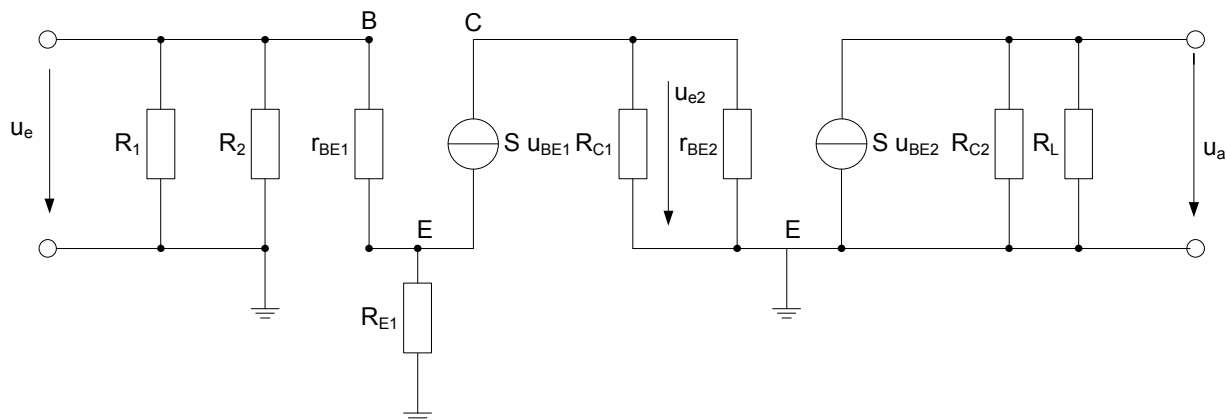 B
C
u_e
R_1
R_2
r_BE1
S u_BE1
R_C1
u_e2
r_BE2
S u_BE2
R_C2
R_L
u_a
E
E
R_E1